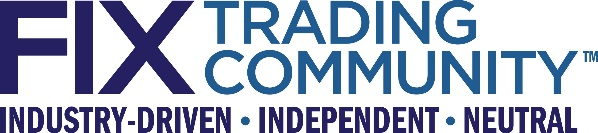 FIX TRADING
COMMUNITY™
INDUSTRY-DRIVEN • INDEPENDENT • NEUTRAL